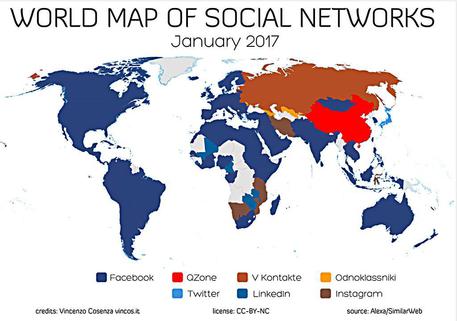 WORLD MAP OF SOCIAL NETWORKS
January 2017
Facebook QZone V Kontakte Odnoklassniki
Twitter LinkedIn Instagram
credits: Vincenzo Cosenza vincos.it license: CC-BY-NC source: Alexa/SimilarWeb